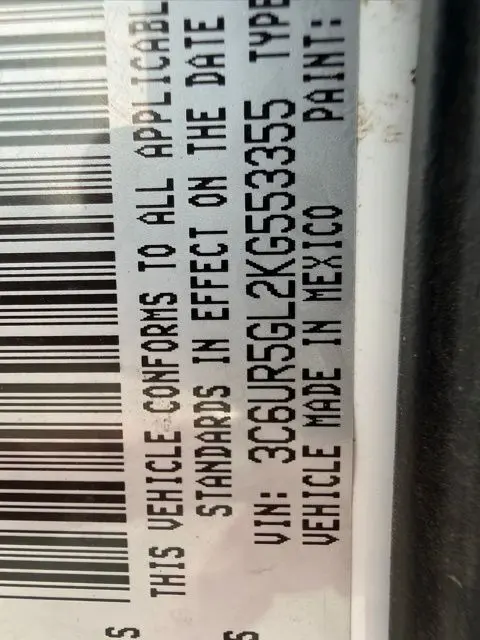 THIS VEHICLE CONFORMS TO ALL APPLICABL
STANDARDS IN EFFECT ON THE DATE
VIN: 3C6UR5GL2KG553355 TYPE
VEHICLE MADE IN MEXICO PAINT:
S
S